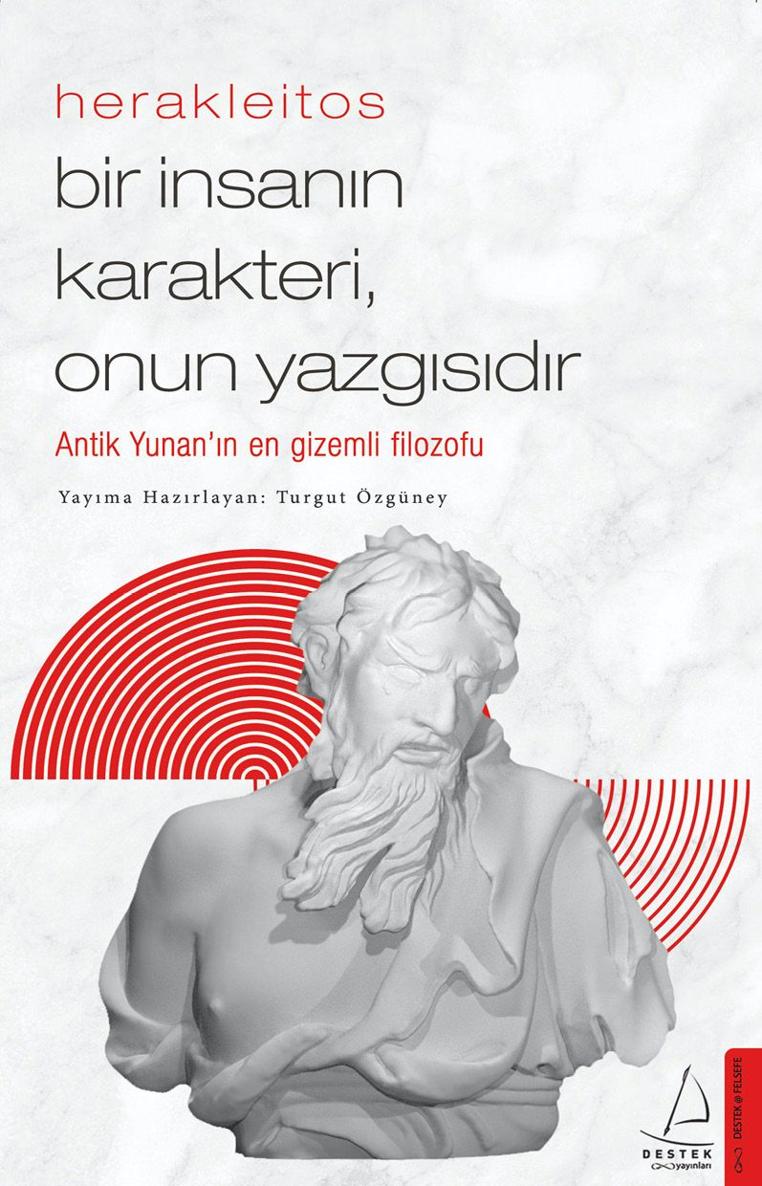 herakleitos
bir insanın
karakteri,
onun yazgısıdır
Antik Yunan'ın en gizemli filozofu
Yayıma Hazırlayan: Turgut Özgüney
DESTEK
yayınları
DESTEK @ FELSEFE